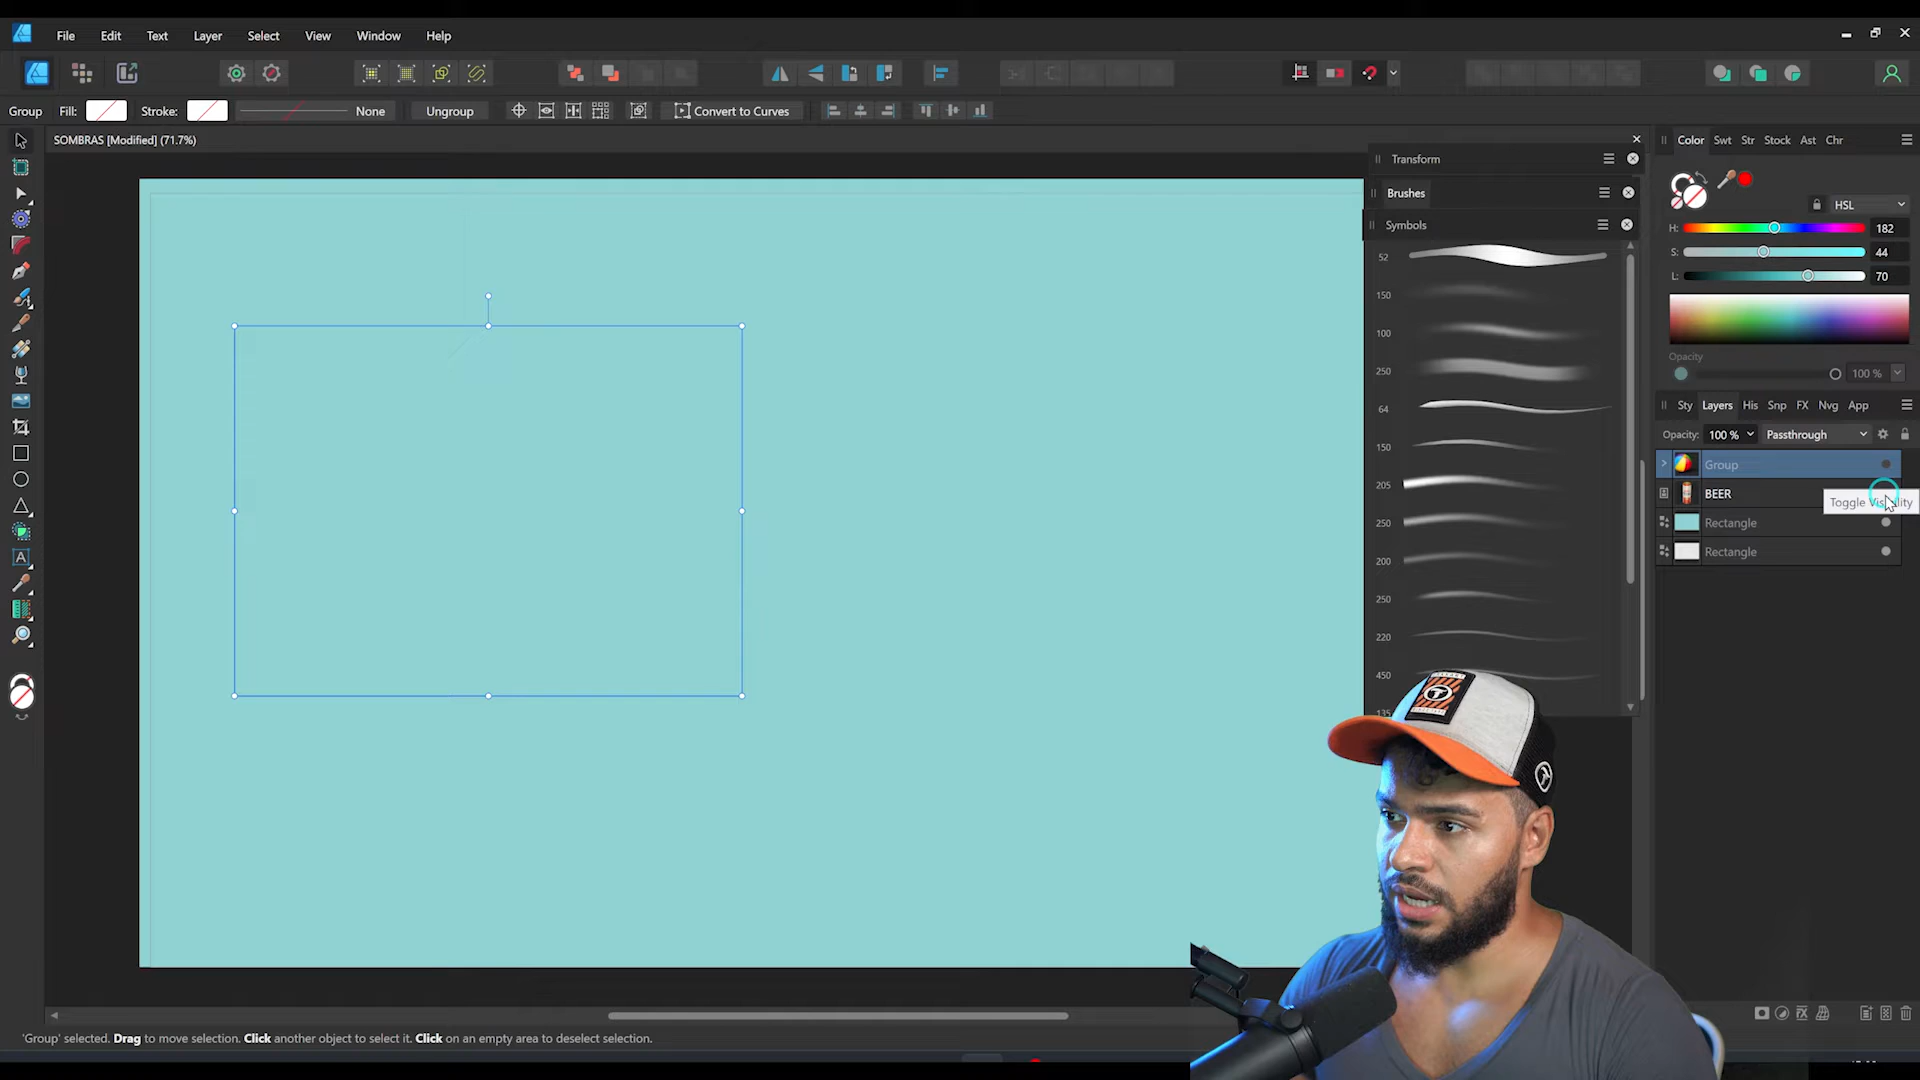 File Edit Text Layer Select View Window Help
Group Fill: Stroke: None Ungroup Convert to Curves
SOMBRAS [Modified] (71.7%)
Transform
Brushes
Symbols
52
150
100
250
64
150
205
250
200
250
220
450
135
Color Swt Str Stock Ast Chr
HSL
H: 182
S: 44
L: 70
Opacity
100 %
Sty Layers His Snp FX Nvg App
Opacity: 100 % Passthrough
Group
BEER
Toggle Visibility
Rectangle
Rectangle
'Group' selected. Drag to move selection. Click another object to select it. Click on an empty area to deselect selection.